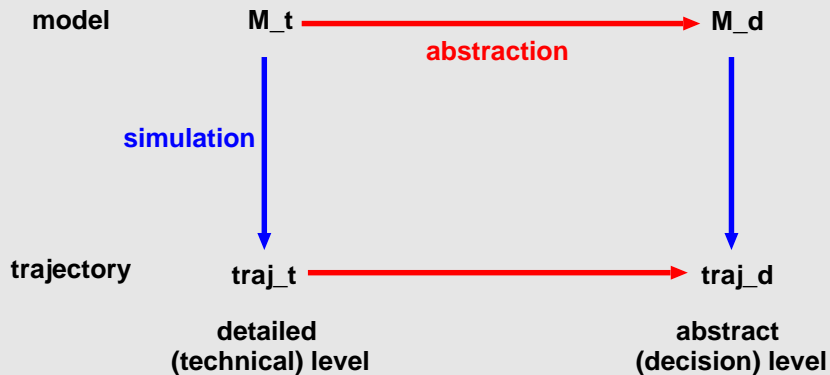 model M_t M_d
abstraction
simulation
trajectory traj_t traj_d
detailed abstract
(technical) level (decision) level